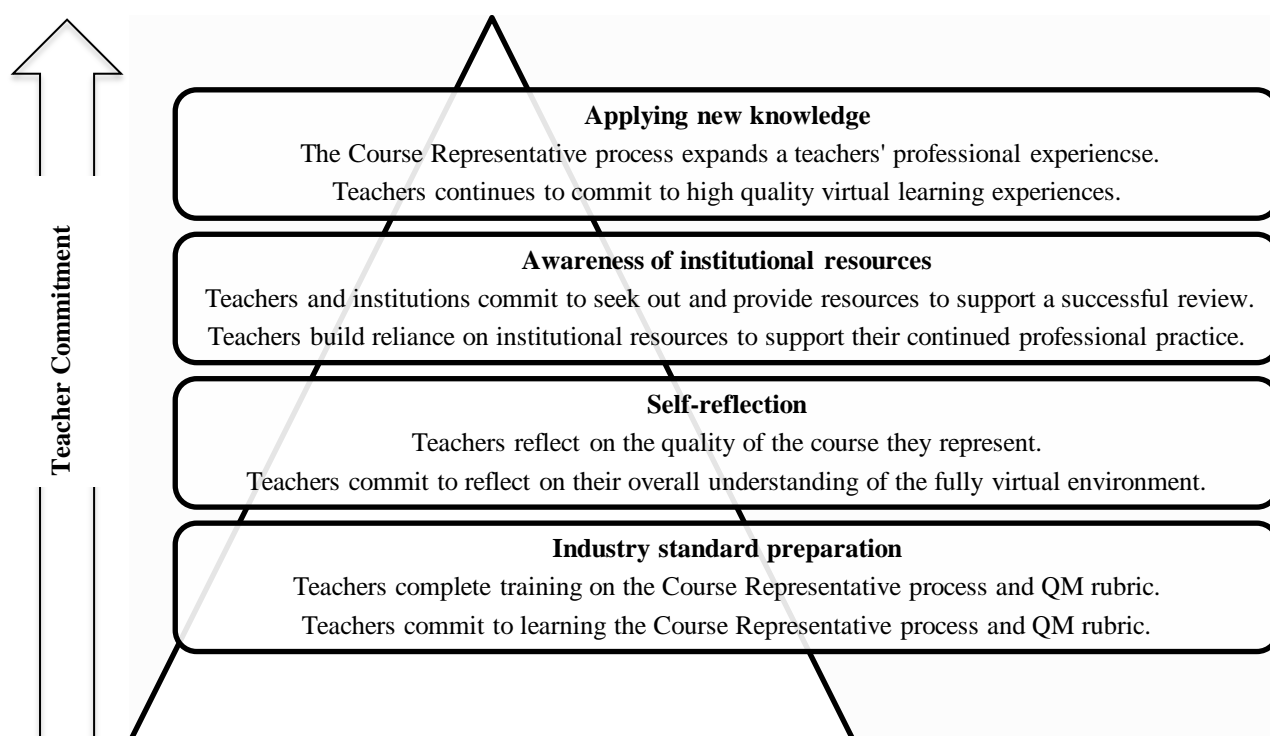 Applying new knowledge
The Course Representative process expands a teachers' professional experiencse.
Teachers continues to commit to high quality virtual learning experiences.
Awareness of institutional resources
Teachers and institutions commit to seek out and provide resources to support a successful review.
Teachers build reliance on institutional resources to support their continued professional practice.
Self-reflection
Teachers reflect on the quality of the course they represent.
Teachers commit to reflect on their overall understanding of the fully virtual environment.
Industry standard preparation
Teachers complete training on the Course Representative process and QM rubric.
Teachers commit to learning the Course Representative process and QM rubric.
Teacher Commitment